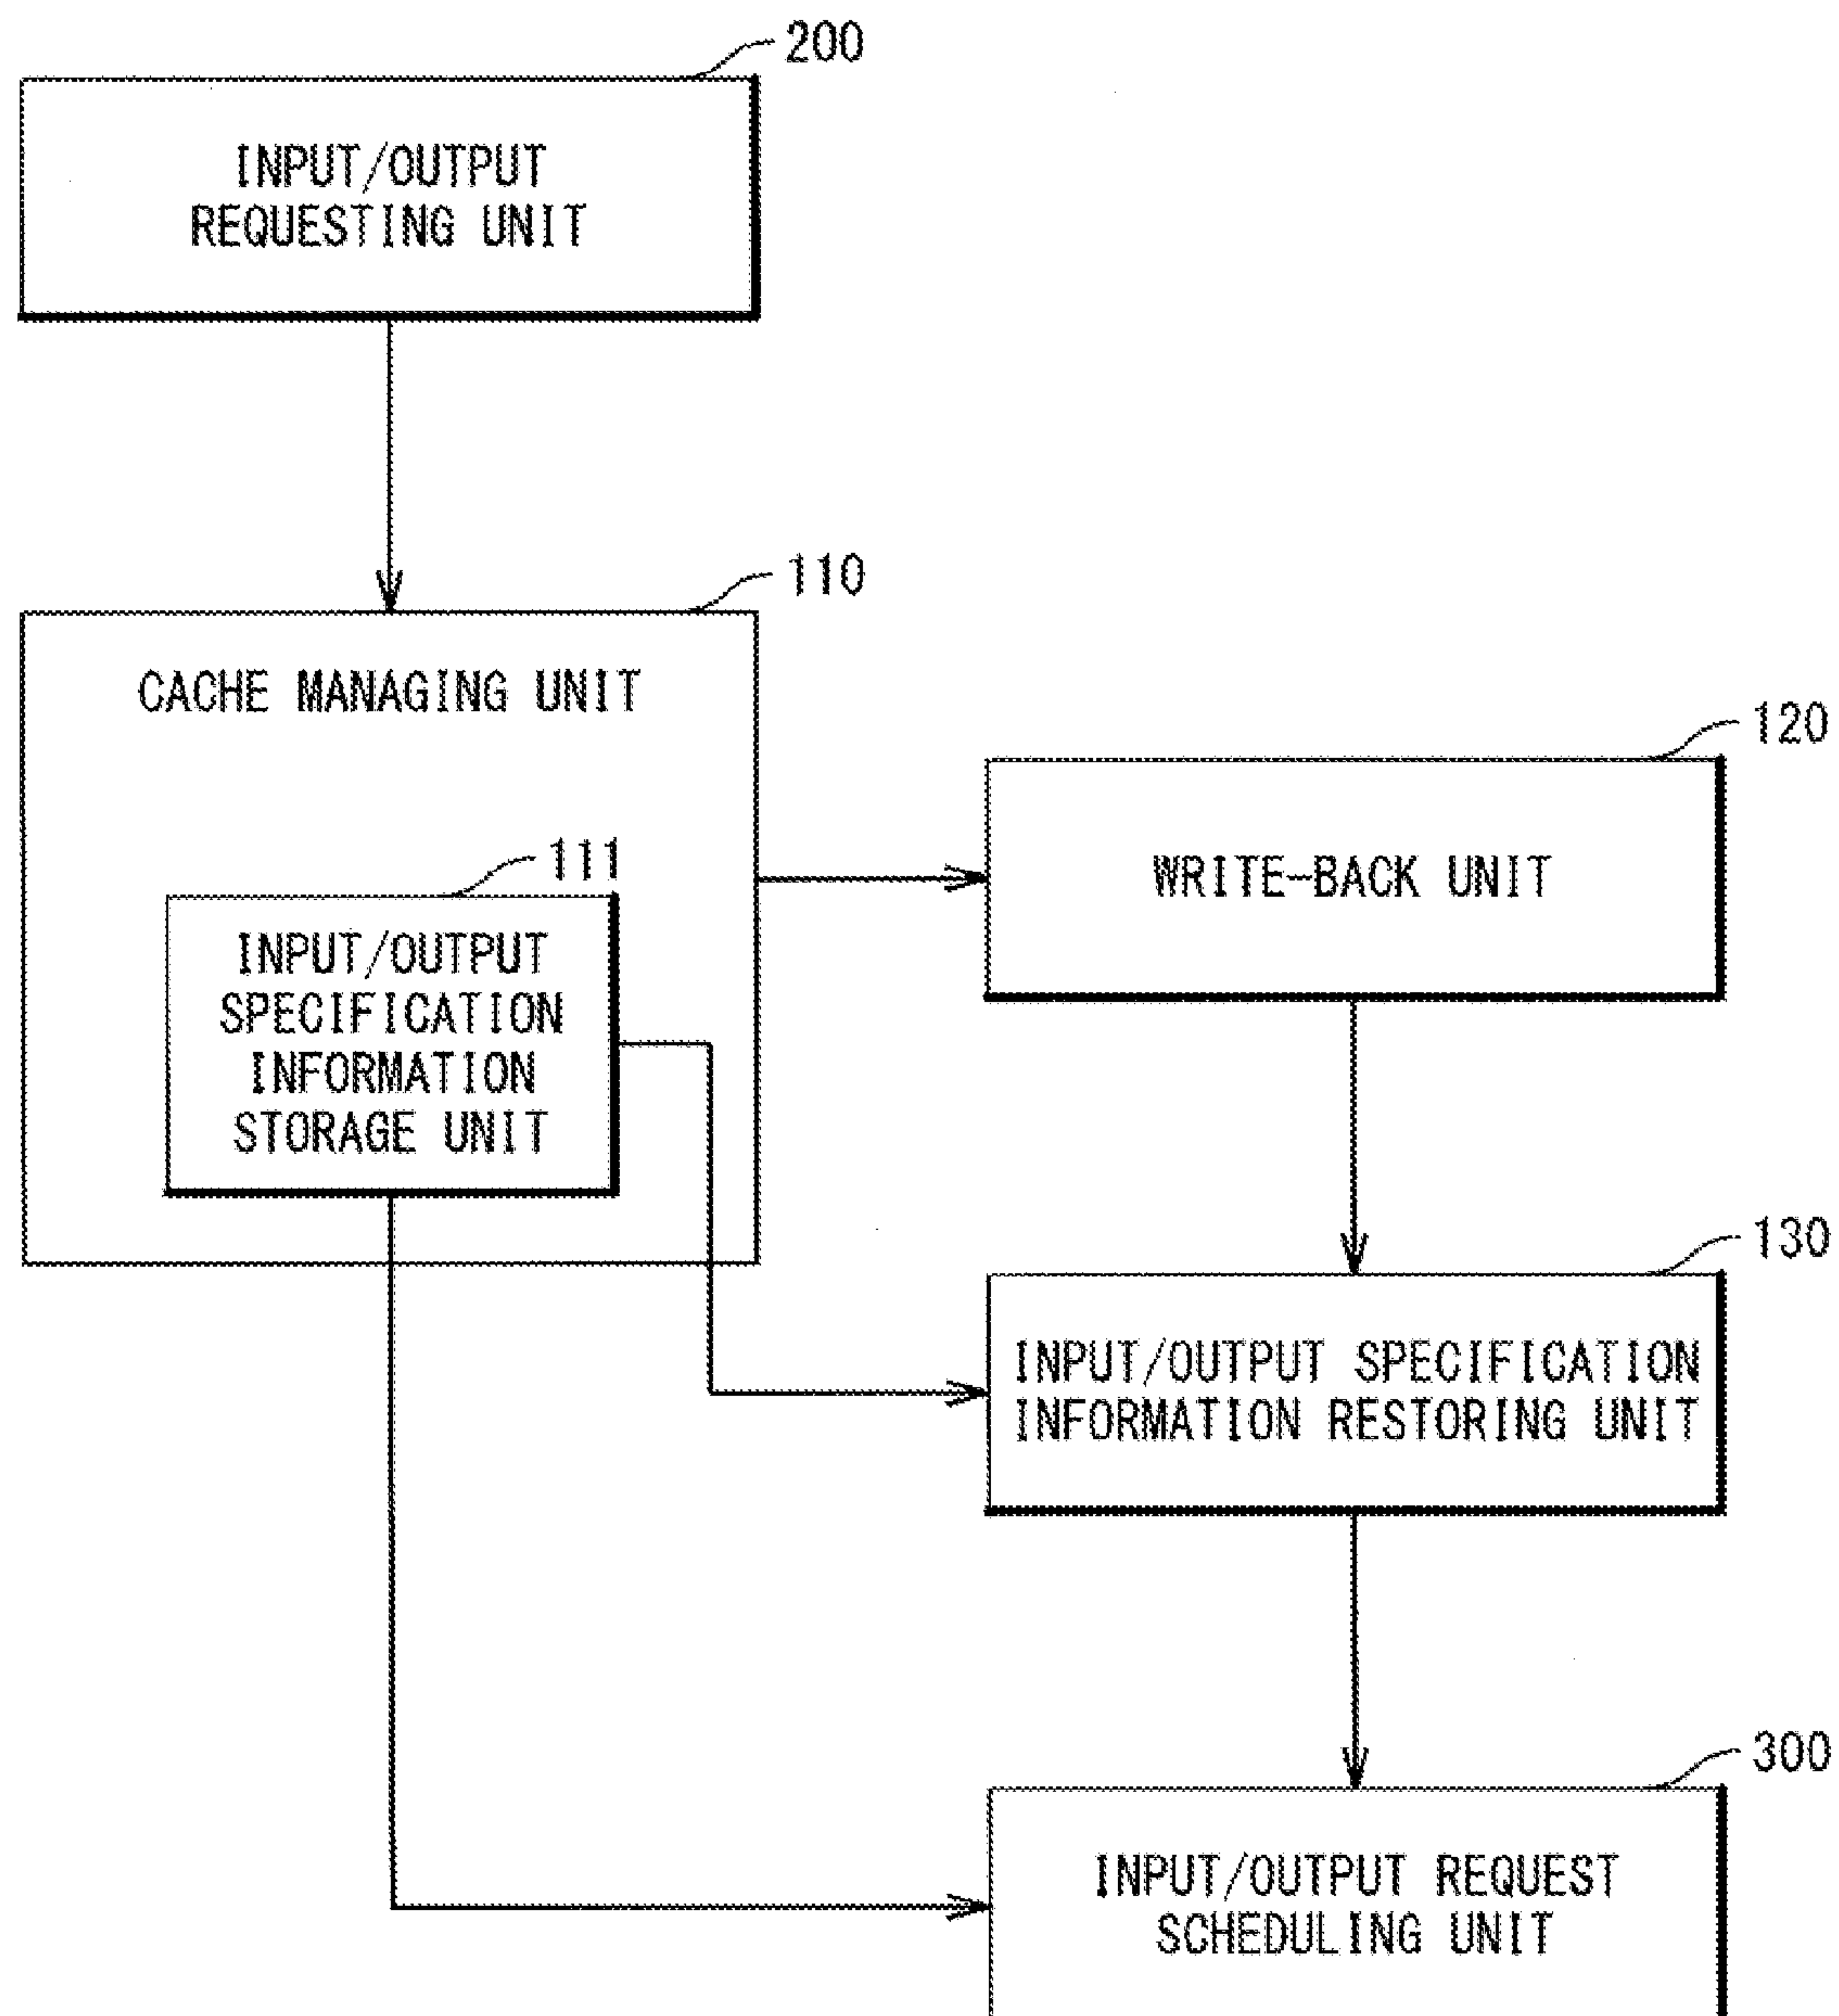 200
INPUT/OUTPUT
REQUESTING UNIT
110
CACHE MANAGING UNIT
120
WRITE-BACK UNIT
111
INPUT/OUTPUT
SPECIFICATION
INFORMATION
STORAGE UNIT
130
INPUT/OUTPUT SPECIFICATION
INFORMATION RESTORING UNIT
300
INPUT/OUTPUT REQUEST
SCHEDULING UNIT